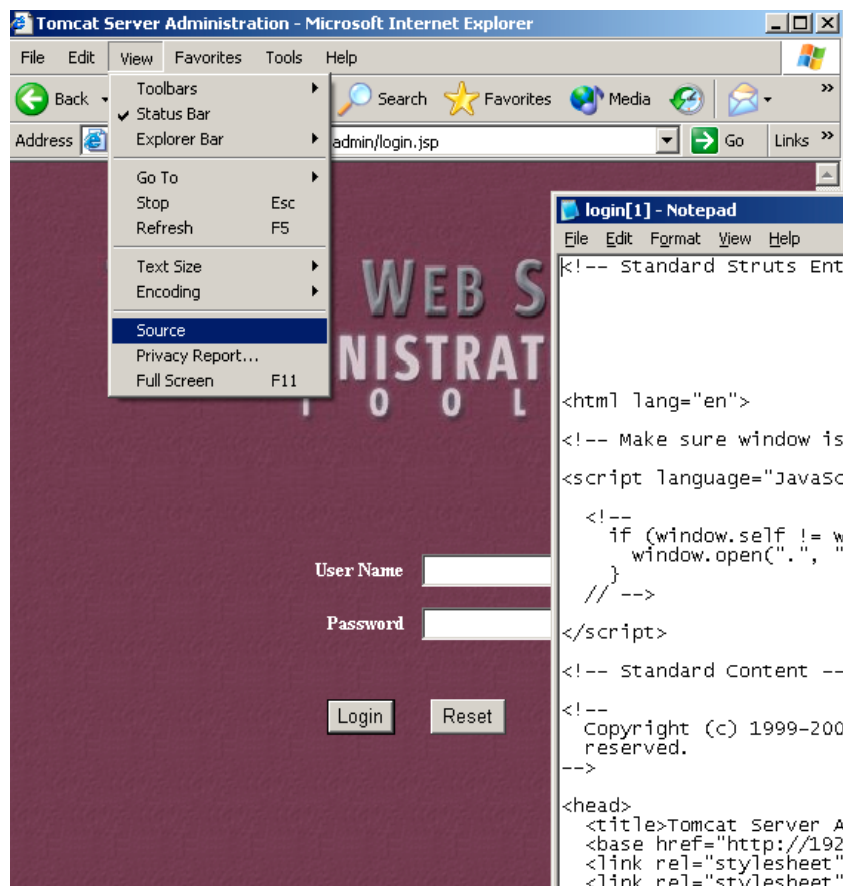 Tomcat Server Administration - Microsoft Internet Explorer
File Edit View Favorites Tools Help
Back Search Favorites Media »
Address admin/login.jsp Go Links »
Toolbars
Status Bar
Explorer Bar
Go To
Stop Esc
Refresh F5
Text Size
Encoding
Source
Privacy Report...
Full Screen F11
WEB S
NISTRAT
T O O L
User Name
Password
Login Reset
login[1] - Notepad
File Edit Format View Help
<!-- Standard Struts Ent
<html lang="en">
<!-- Make sure window is
<script language="JavaSc
<!--
if (window.self != w
window.open(".", "
}
// -->
</script>
<!-- Standard Content --
<!--
Copyright (c) 1999-200
reserved.
-->
<head>
<title>Tomcat Server A
<base href="http://192
<link rel="stylesheet"
<link rel="stylesheet"